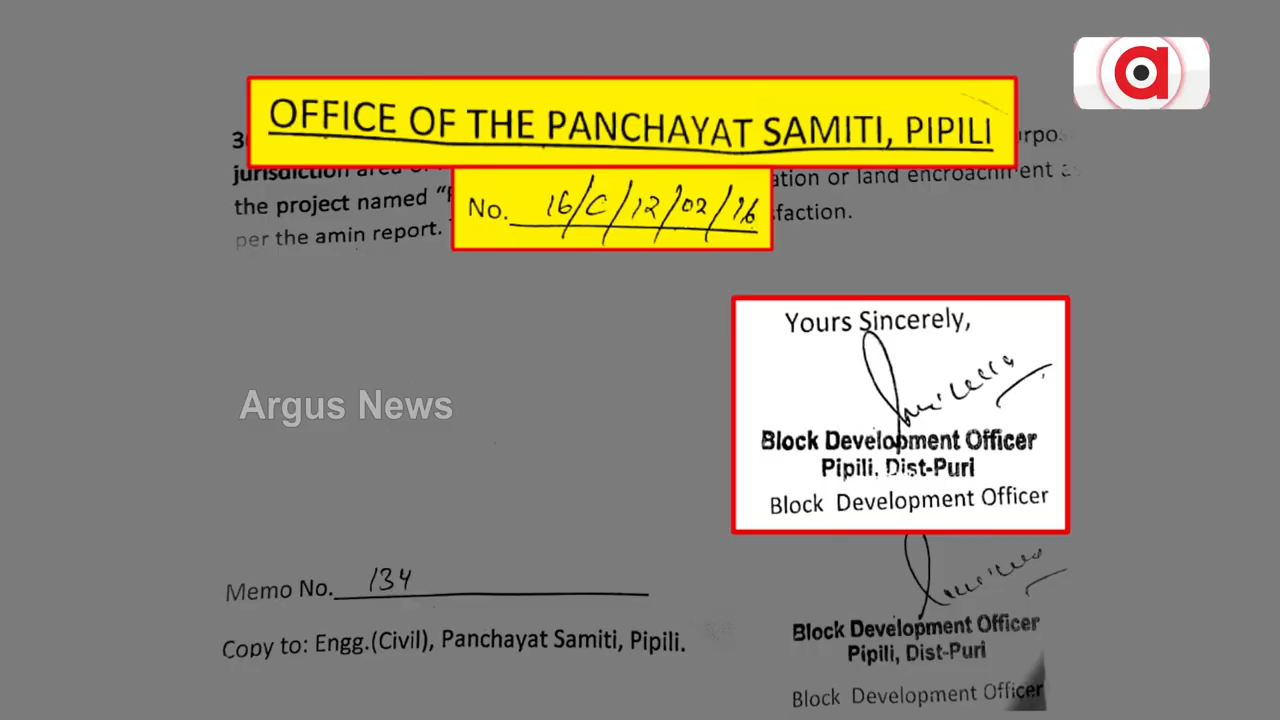 a
OFFICE OF THE PANCHAYAT SAMITI, PIPILI
jurisdiction area ation or land encroachment as
the project named
No. 16/C/12/02/16
per the amin report. sfaction.
Yours Sincerely,
Argus News
Block Development Officer
Pipili, Dist-Puri
Block Development Officer
Memo No. 134
Copy to: Engg.(Civil), Panchayat Samiti, Pipili.
Block Development Officer
Pipili, Dist-Puri
Block Development Officer